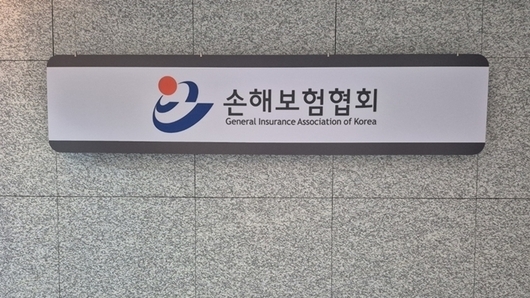 손해보험협회
General Insurance Association of Korea